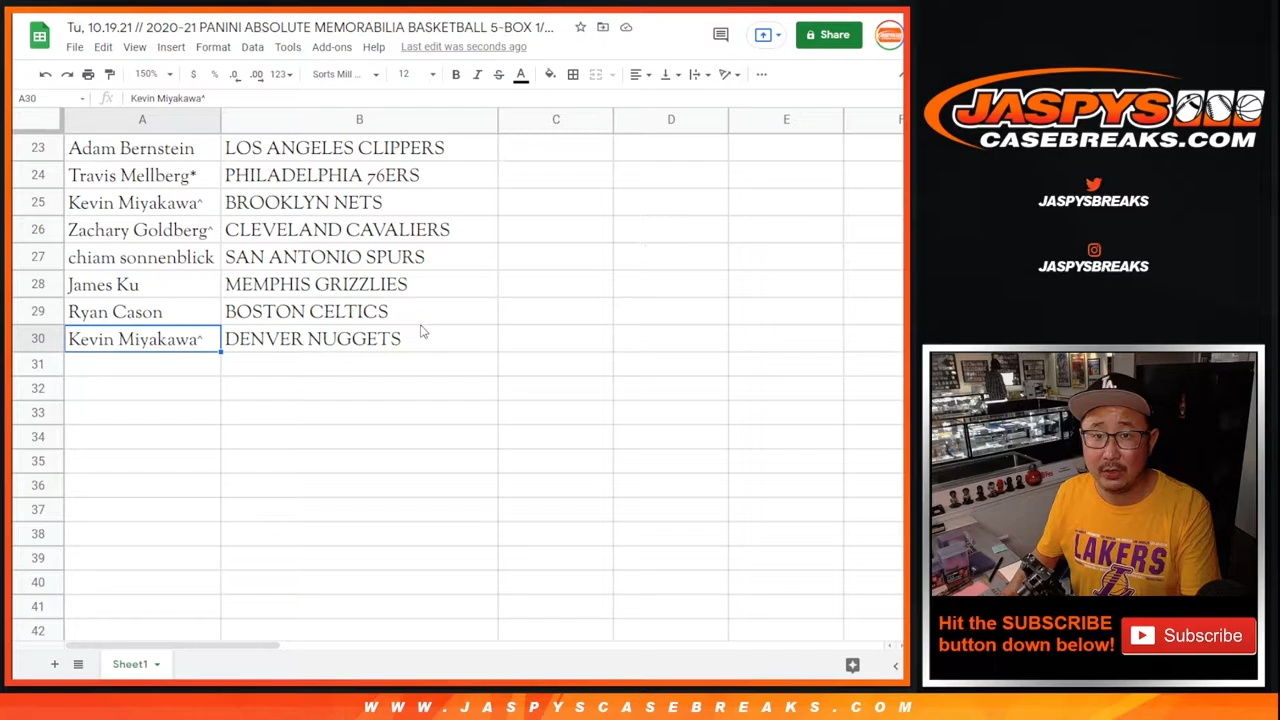 Tu, 10.19.21 // 2020-21 PANINI ABSOLUTE MEMORABILIA BASKETBALL 5-BOX 1/...
File Edit View Insert Format Data Tools Add-ons Help Last edit was seconds ago
Share
150% $ % .0 .00 123 Sorts Mill ... 12 B I S A
A30 fx Kevin Miyakawa^
A B C D E F
23 Adam Bernstein LOS ANGELES CLIPPERS
24 Travis Mellberg* PHILADELPHIA 76ERS
25 Kevin Miyakawa^ BROOKLYN NETS
26 Zachary Goldberg^ CLEVELAND CAVALIERS
27 chiam sonnenblick SAN ANTONIO SPURS
28 James Ku MEMPHIS GRIZZLIES
29 Ryan Cason BOSTON CELTICS
30 Kevin Miyakawa^ DENVER NUGGETS
31
32
33
34
35
36
37
38
39
40
41
42
Sheet1
JASPYS
CASEBREAKS.COM
JASPYSBREAKS
JASPYSBREAKS
LA
LAKERS
L
Hit the SUBSCRIBE
button down below!
Subscribe
WWW.JASPYSCASEBREAKS.COM